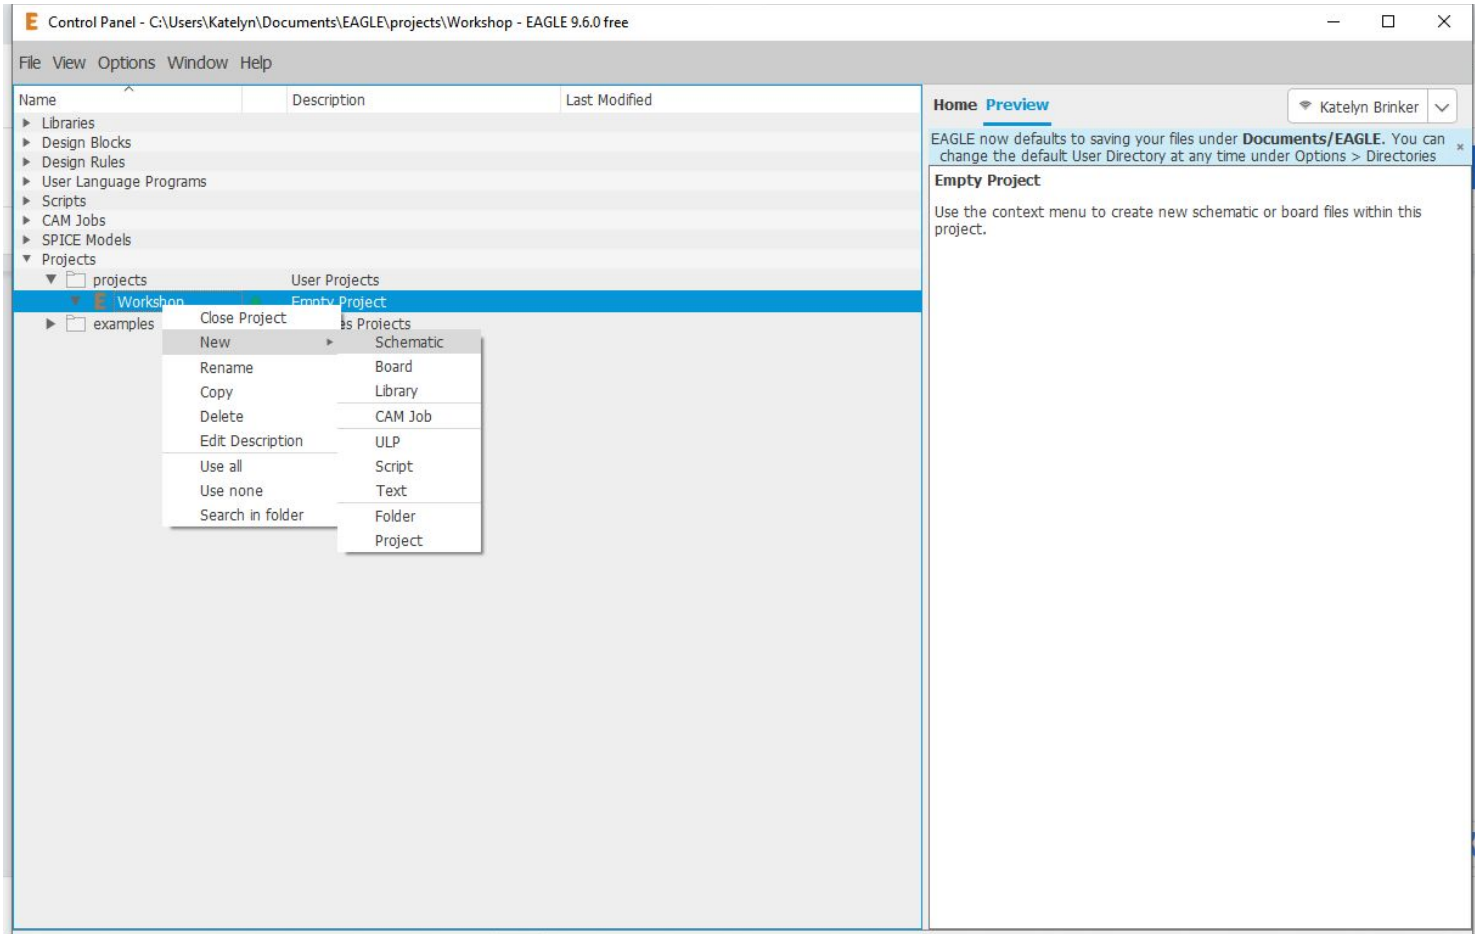 Control Panel - C:\Users\Katelyn\Documents\EAGLE\projects\Workshop - EAGLE 9.6.0 free
File View Options Window Help
Name Description Last Modified
Libraries
Design Blocks
Design Rules
User Language Programs
Scripts
CAM Jobs
SPICE Models
Projects
projects User Projects
Workshop Empty Project
examples es Projects
Close Project
New
Rename
Copy
Delete
Edit Description
Use all
Use none
Search in folder
Schematic
Board
Library
CAM Job
ULP
Script
Text
Folder
Project
Home Preview
Katelyn Brinker
EAGLE now defaults to saving your files under Documents/EAGLE. You can
change the default User Directory at any time under Options > Directories
Empty Project
Use the context menu to create new schematic or board files within this
project.